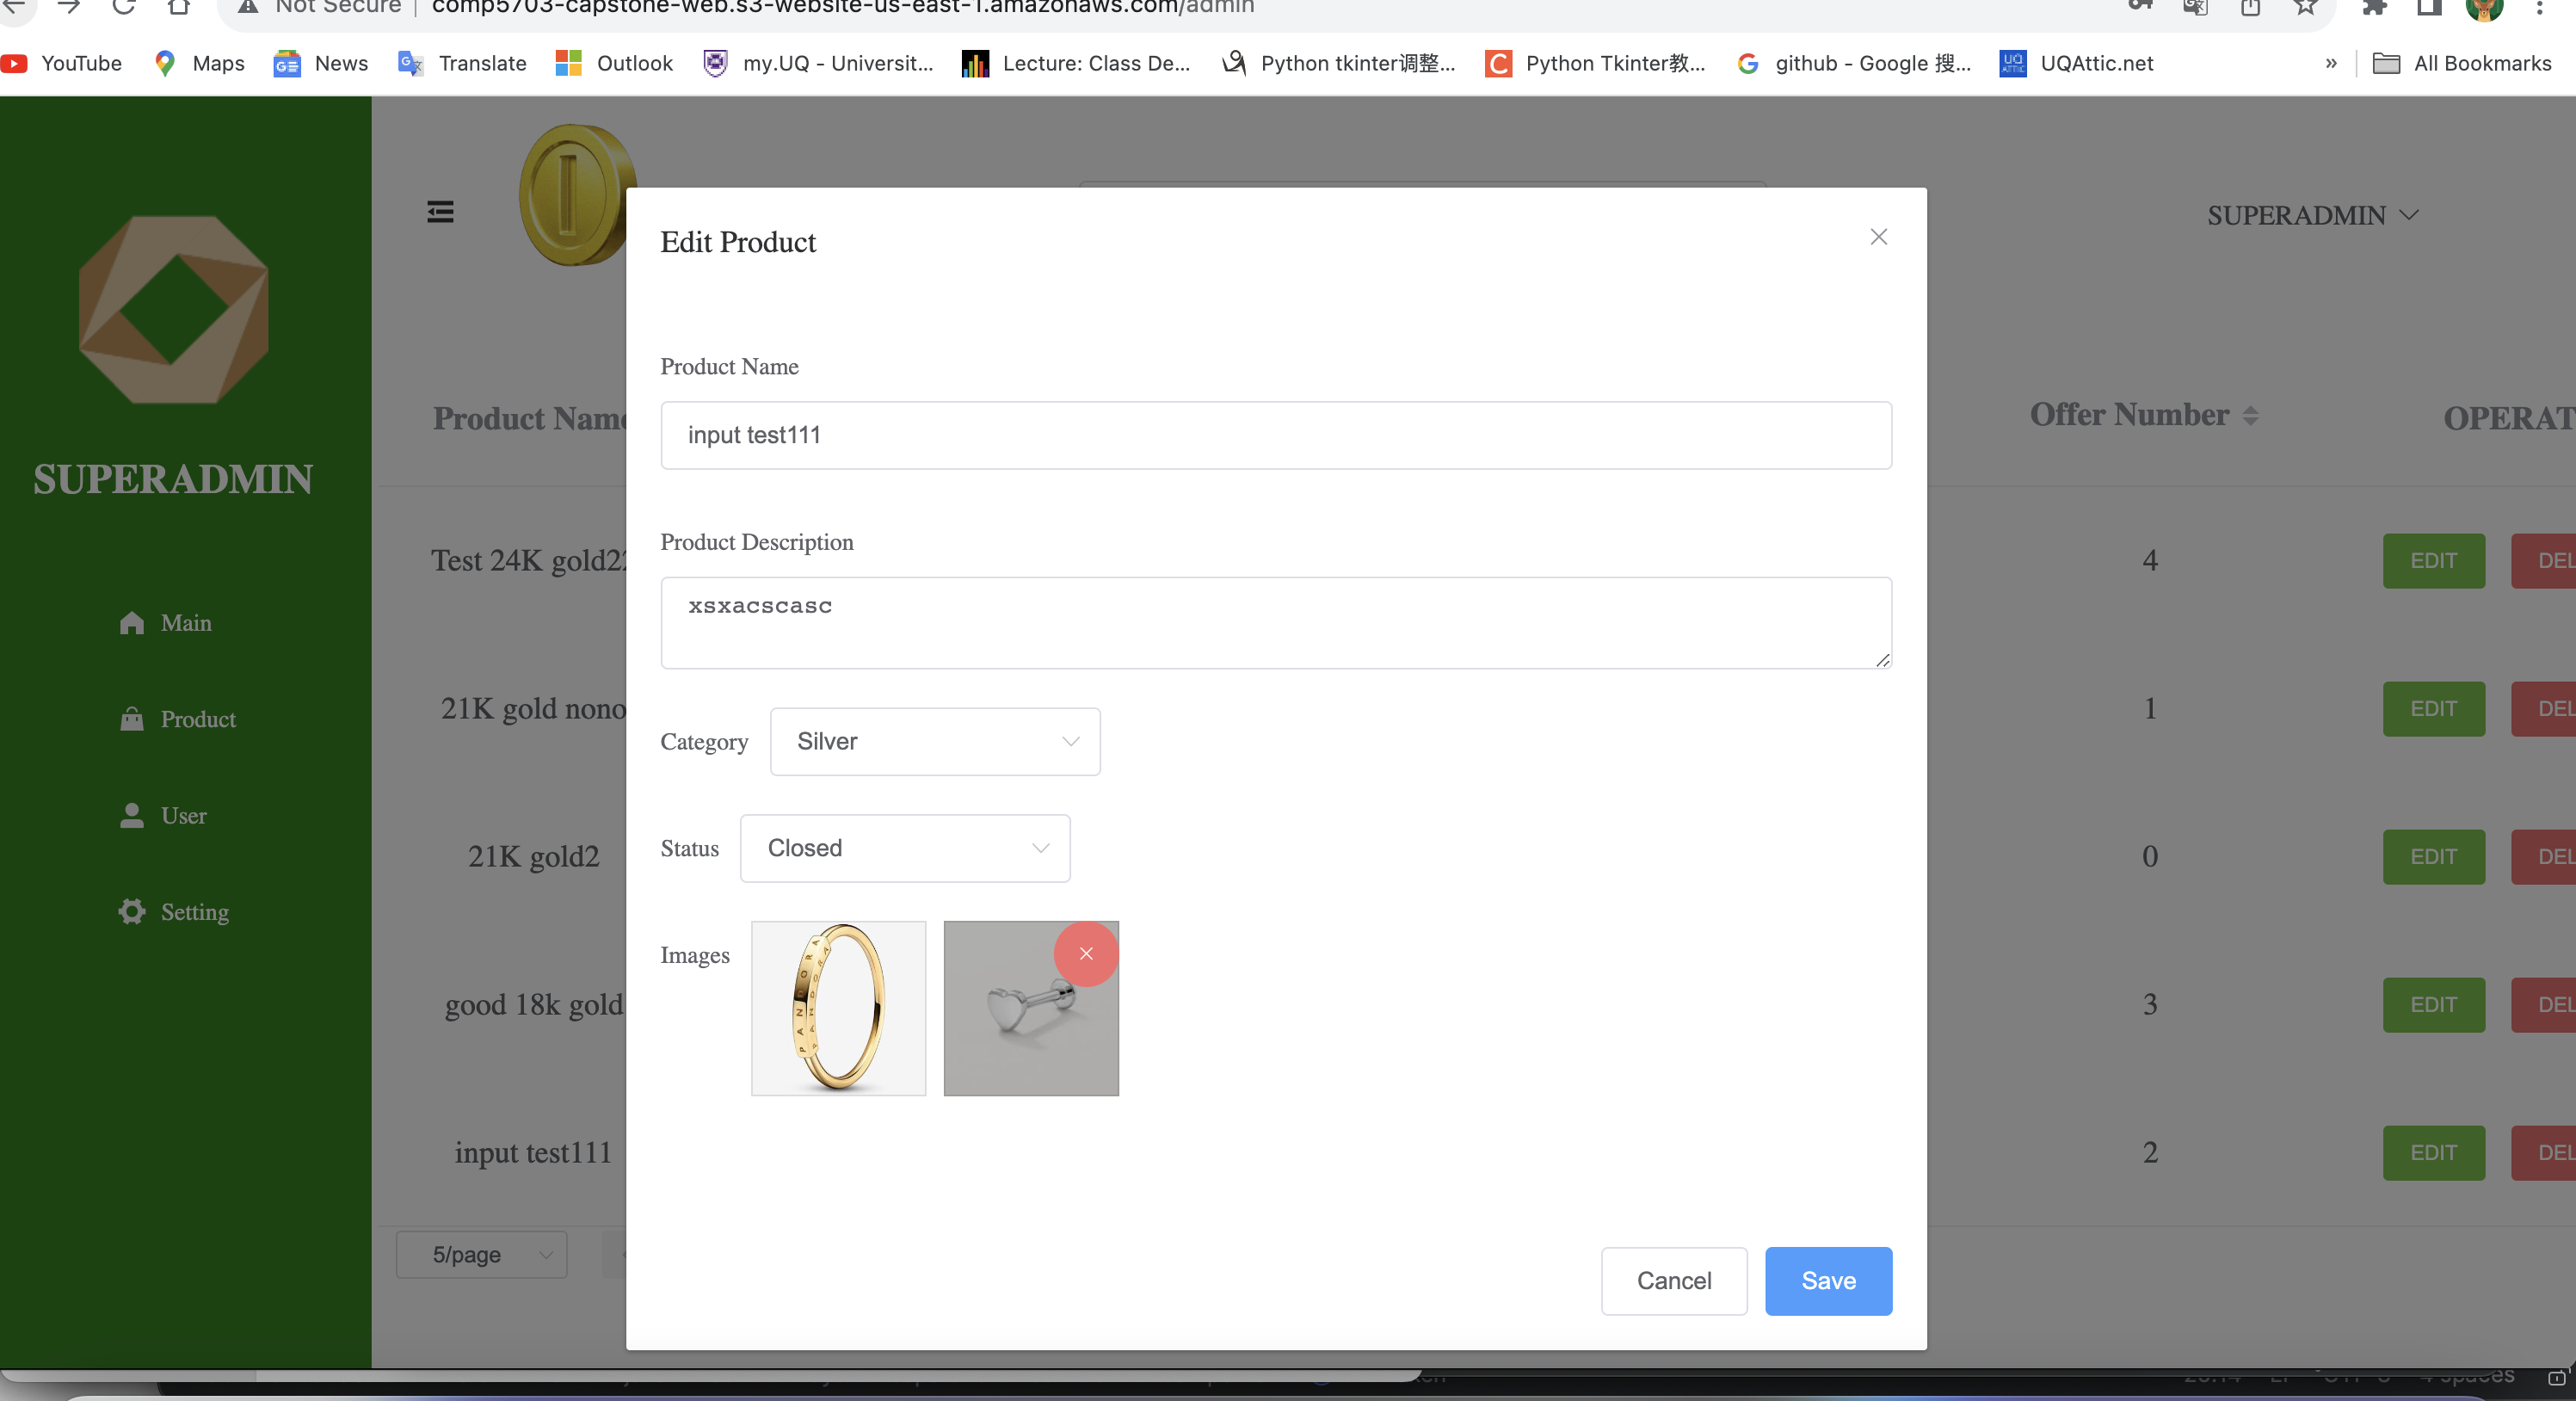 Not Secure comp5703-capstone-web.s3-website-us-east-1.amazonaws.com/admin
YouTube Maps News Translate Outlook my.UQ - Universit... Lecture: Class De... Python tkinter调整... Python Tkinter教... github - Google 搜... UQAttic.net » All Bookmarks
SUPERADMIN
Edit Product
Product Name
input test111
Product Name
Offer Number
OPERAT
SUPERADMIN
Product Description
xsxacscasc
Test 24K gold22
4
EDIT
DEL
Main
21K gold nono
1
EDIT
DEL
Product
Category
Silver
User
Status
Closed
21K gold2
0
EDIT
DEL
Setting
Images
PANDORA
PANDORA
good 18k gold
3
EDIT
DEL
input test111
2
EDIT
DEL
5/page
Cancel
Save